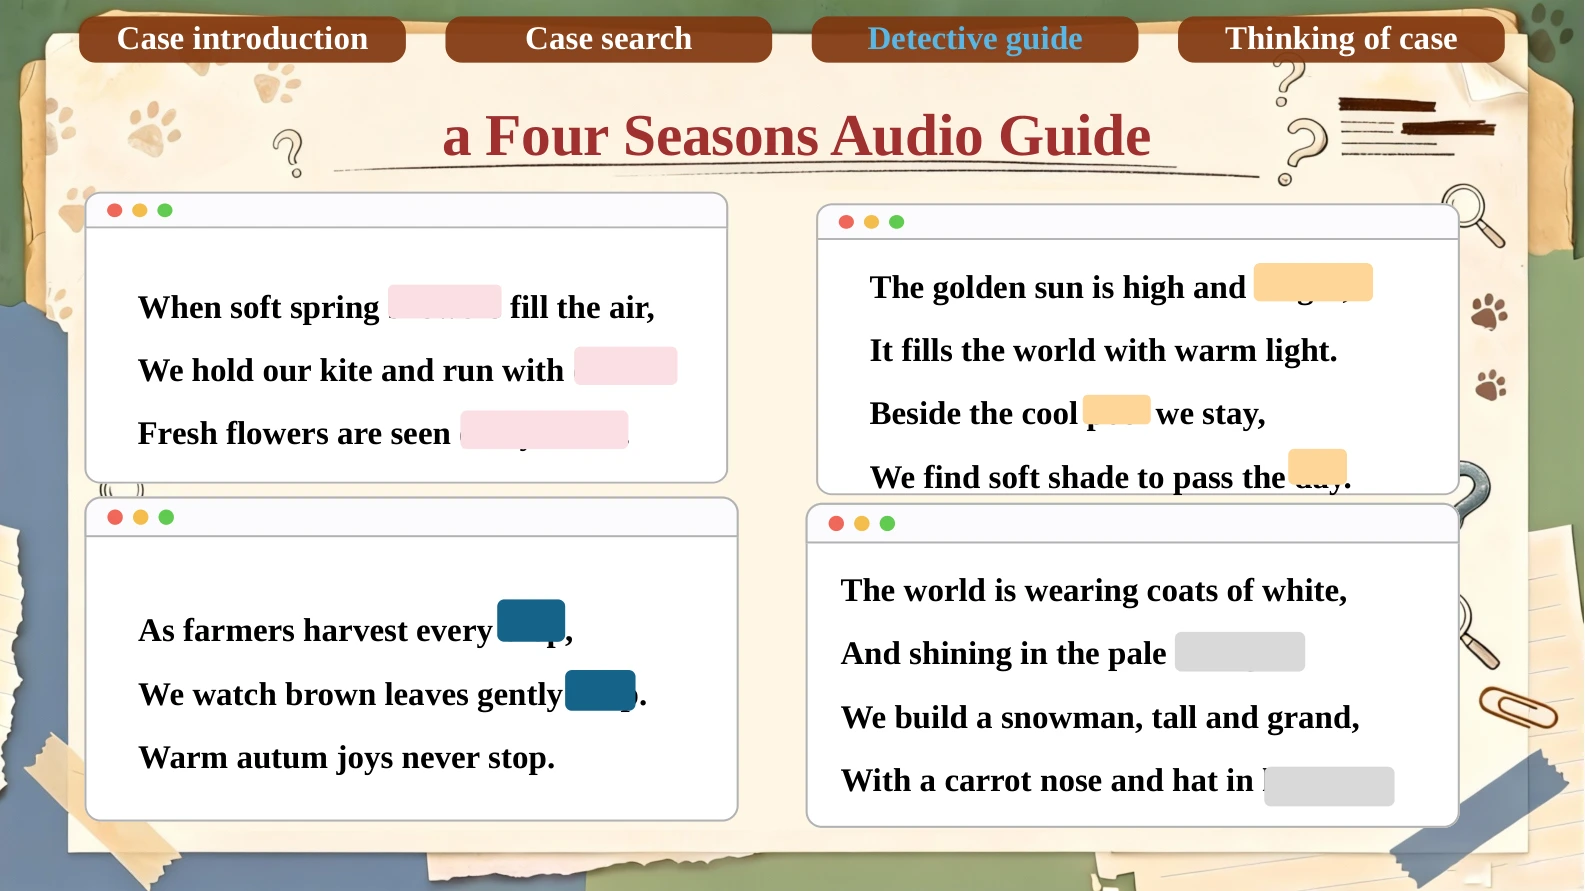 Case introduction
Case search
Detective guide
Thinking of case
a Four Seasons Audio Guide
When soft spring fill the air,
We hold our kite and run with
Fresh flowers are seen .
The golden sun is high and
It fills the world with warm light.
Beside the cool we stay,
We find soft shade to pass the day.
As farmers harvest every ,
We watch brown leaves gently .
Warm autum joys never stop.
The world is wearing coats of white,
And shining in the pale
We build a snowman, tall and grand,
With a carrot nose and hat in